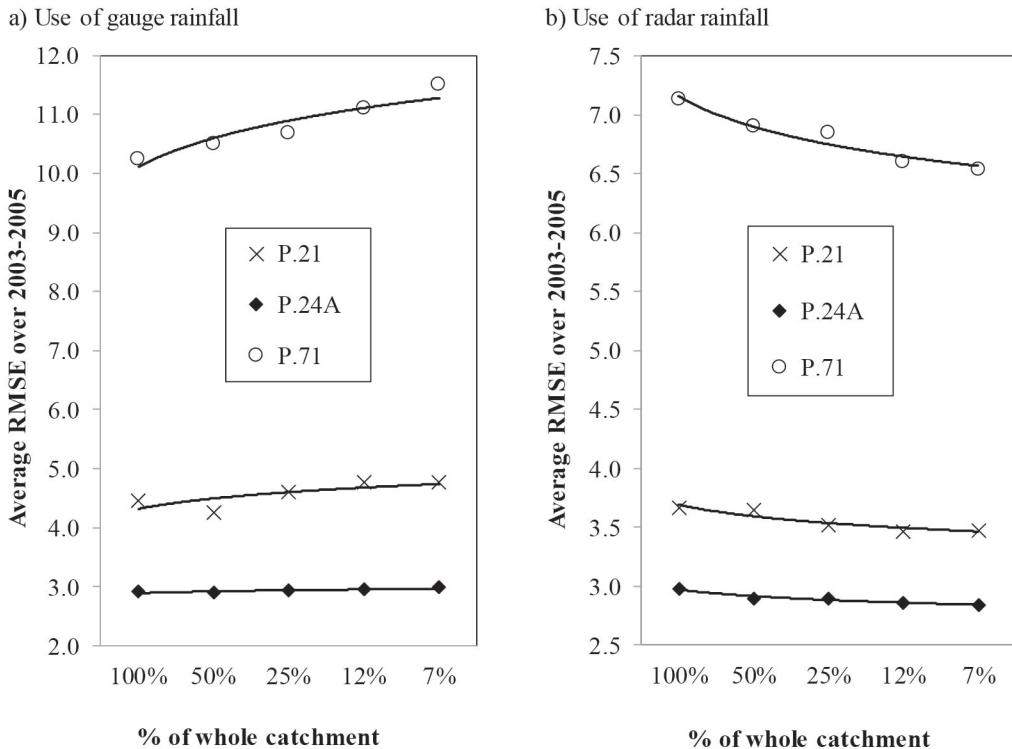 a) Use of gauge rainfall
Average RMSE over 2003-2005
12.0
11.0
10.0
9.0
8.0
7.0
6.0
5.0
4.0
3.0
2.0
P.21
P.24A
P.71
100% 50% 25% 12% 7%
% of whole catchment
b) Use of radar rainfall
Average RMSE over 2003-2005
7.5
7.0
6.5
6.0
5.5
5.0
4.5
4.0
3.5
3.0
2.5
P.21
P.24A
P.71
100% 50% 25% 12% 7%
% of whole catchment